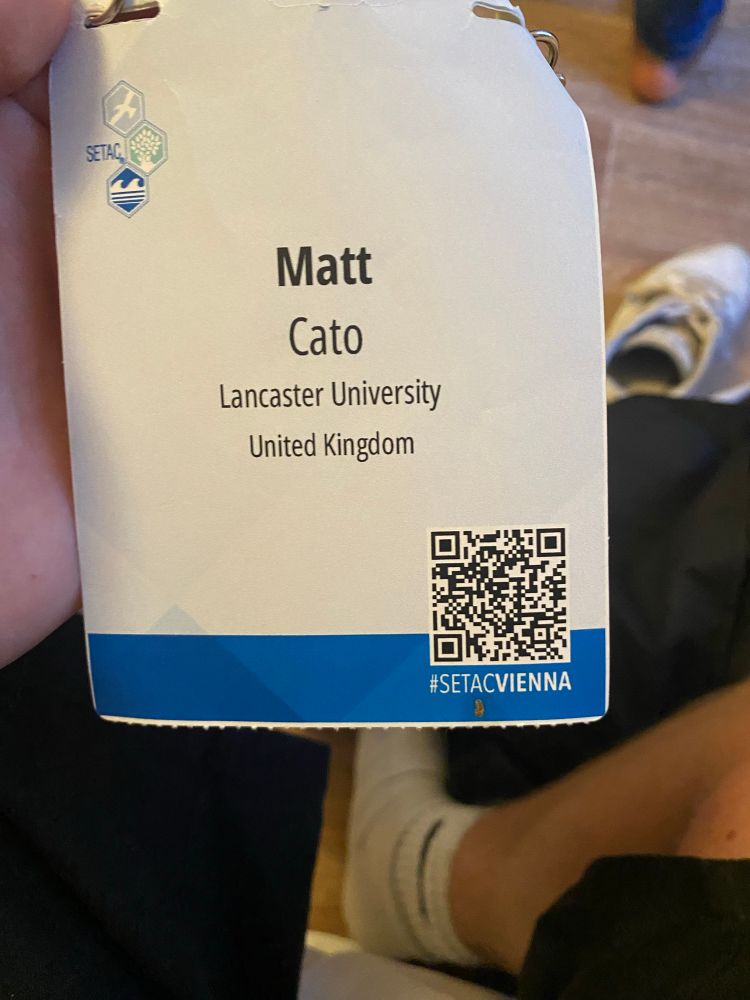 SETAC
Matt
Cato
Lancaster University
United Kingdom
#SETACVIENNA